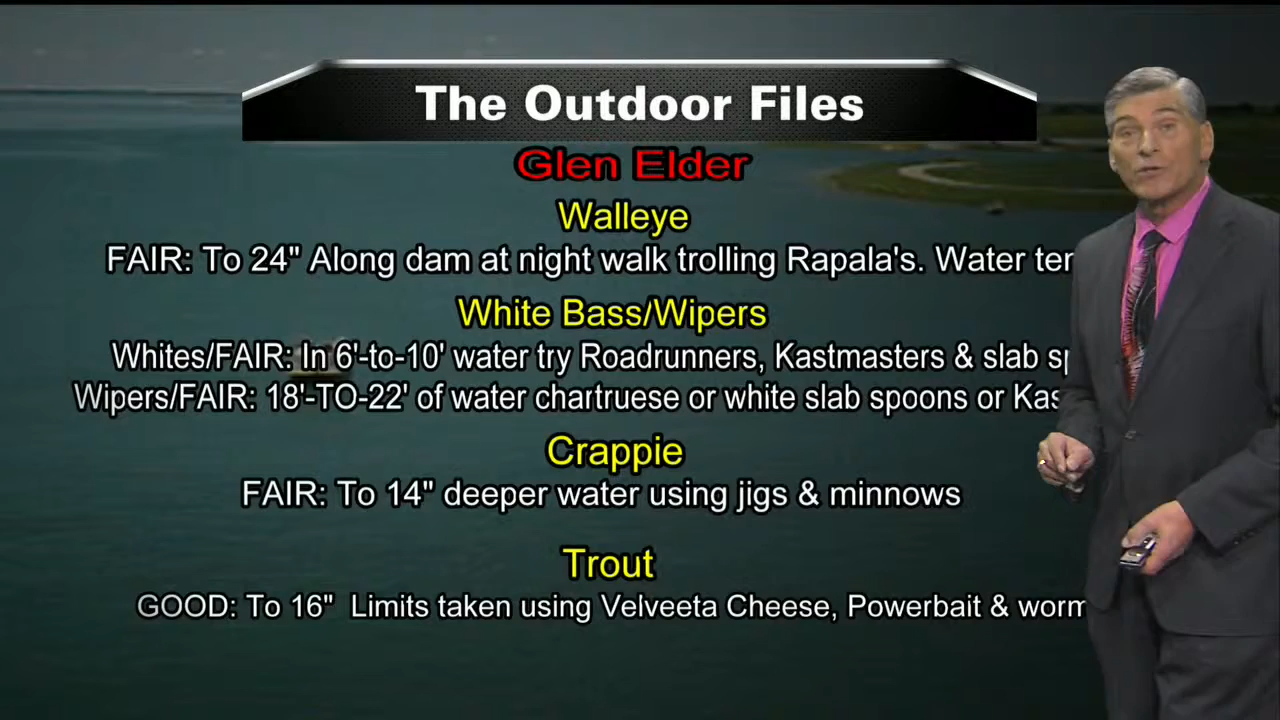 The Outdoor Files
Glen Elder
Walleye
FAIR: To 24" Along dam at night walk trolling Rapala's. Water
White Bass/Wipers
Whites/FAIR: In 6'-to-10' water try Roadrunners, Kastmasters & slab
Wipers/FAIR: 18'-TO-22' of water chartruese or white slab spoons or
Crappie
FAIR: To 14" deeper water using jigs & minnows
Trout
GOOD: To 16" Limits taken using Velveeta Cheese, Powerbait & worm